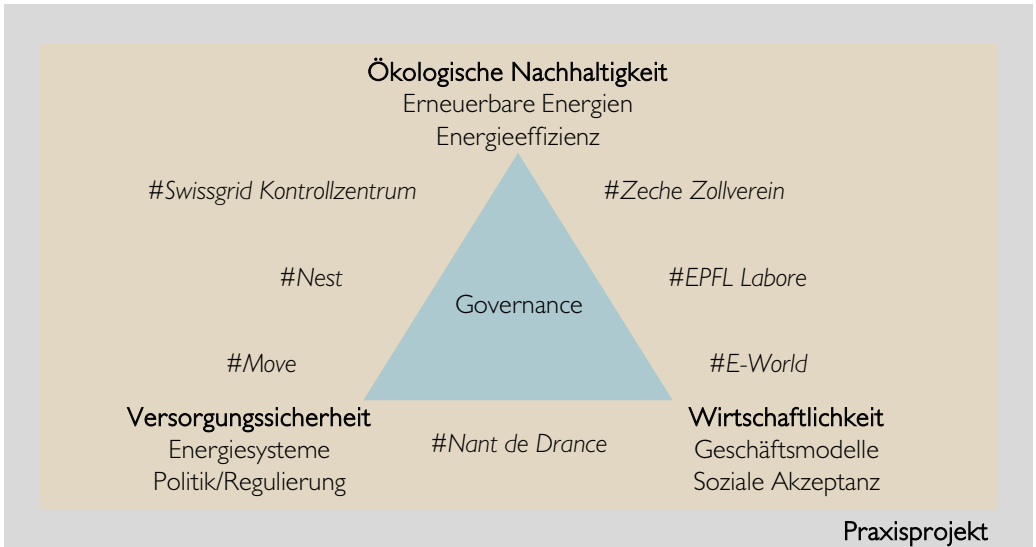 Ökologische Nachhaltigkeit
Erneuerbare Energien
Energieeffizienz
#Swissgrid Kontrollzentrum
#Zeche Zollverein
#Nest
#EPFL Labore
Governance
#Move
#E-World
Versorgungssicherheit
Energiesysteme
Politik/Regulierung
#Nant de Drance
Wirtschaftlichkeit
Geschäftsmodelle
Soziale Akzeptanz
Praxisprojekt